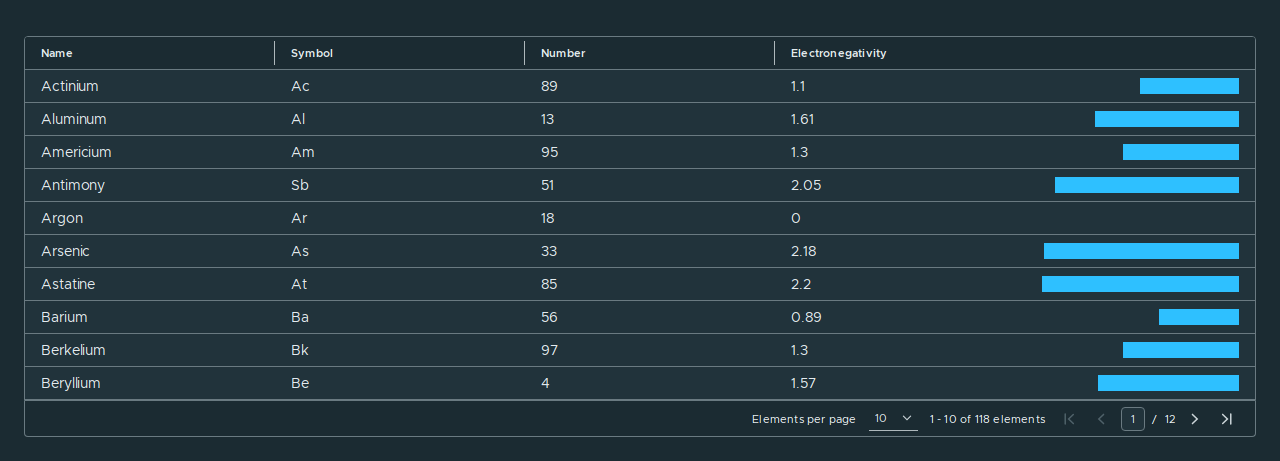 Name Symbol Number Electronegativity
Actinium Ac 89 1.1
Aluminum Al 13 1.61
Americium Am 95 1.3
Antimony Sb 51 2.05
Argon Ar 18 0
Arsenic As 33 2.18
Astatine At 85 2.2
Barium Ba 56 0.89
Berkelium Bk 97 1.3
Beryllium Be 4 1.57
Elements per page 10 1 - 10 of 118 elements 1 / 12